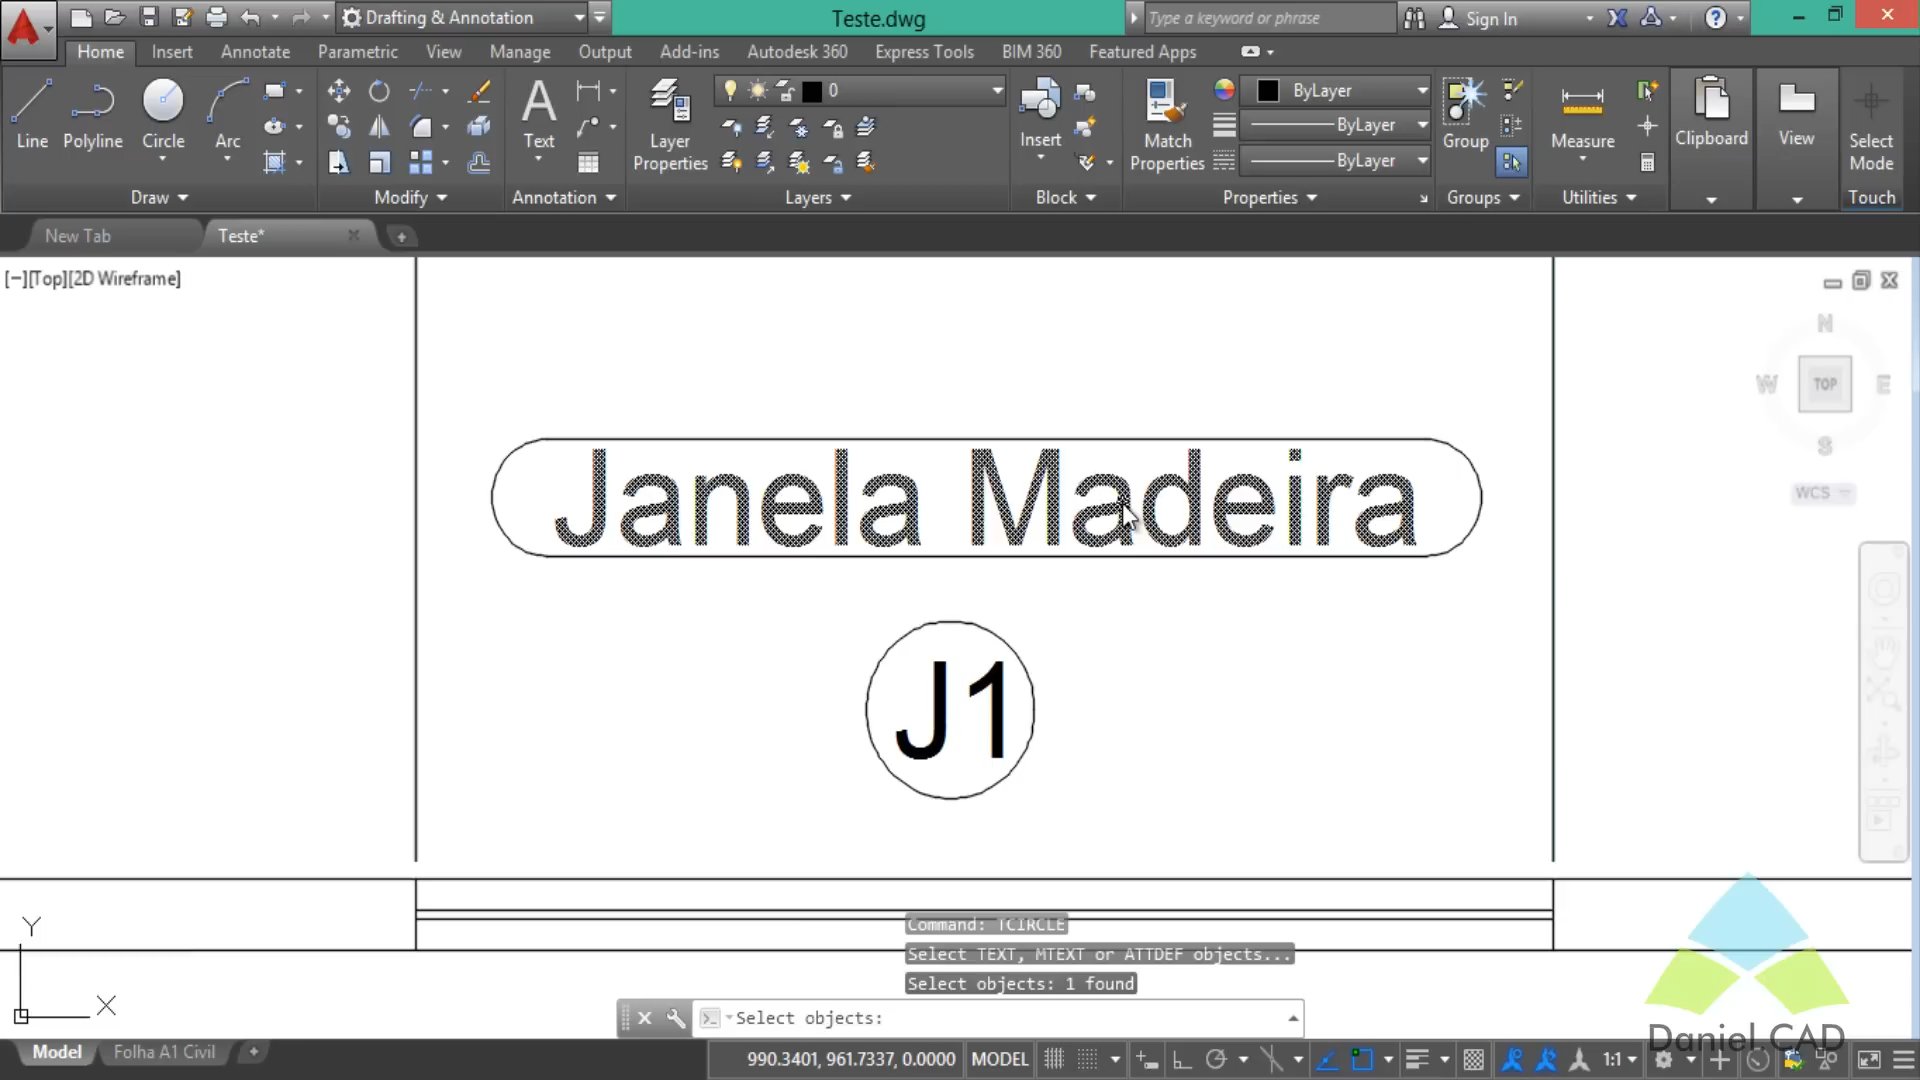 Drafting & Annotation
Teste.dwg
Type a keyword or phrase
Sign In
Home Insert Annotate Parametric View Manage Output Add-ins Autodesk 360 Express Tools BIM 360 Featured Apps
0 ByLayer
ByLayer
Line Polyline Circle Arc Text Layer Properties Insert Match Properties Group Measure Clipboard View Select Mode
ByLayer
Draw Modify Annotation Layers Block Properties Groups Utilities Touch
New Tab Teste*
[−][Top][2D Wireframe]
N
W TOP E
S
WCS
Janela Madeira
J1
Y
X
Command: TCIRCLE
Select TEXT, MTEXT or ATTDEF objects...
Select objects: 1 found
Select objects:
Daniel.CAD
Model Folha A1 Civil
990.3401, 961.7337, 0.0000 MODEL 1:1